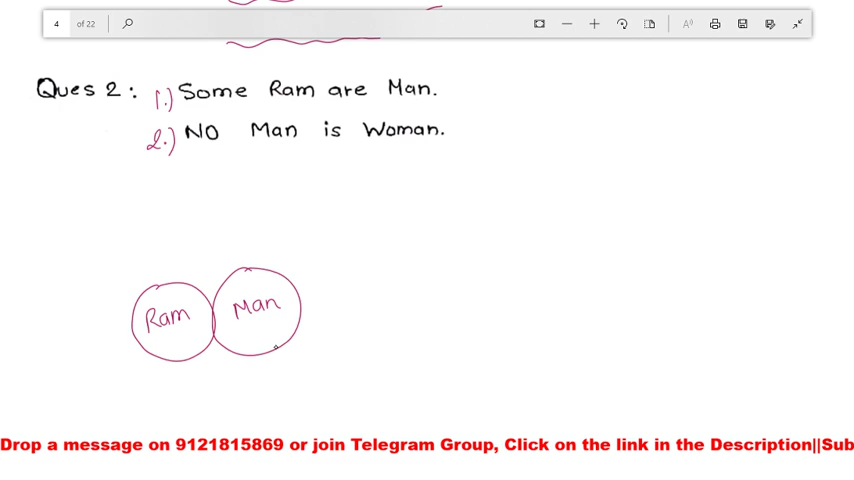 4 of 22
Ques 2: 1.) Some Ram are Man.
2.) NO Man is Woman.
Ram Man
Drop a message on 9121815869 or join Telegram Group, Click on the link in the Description||Sub